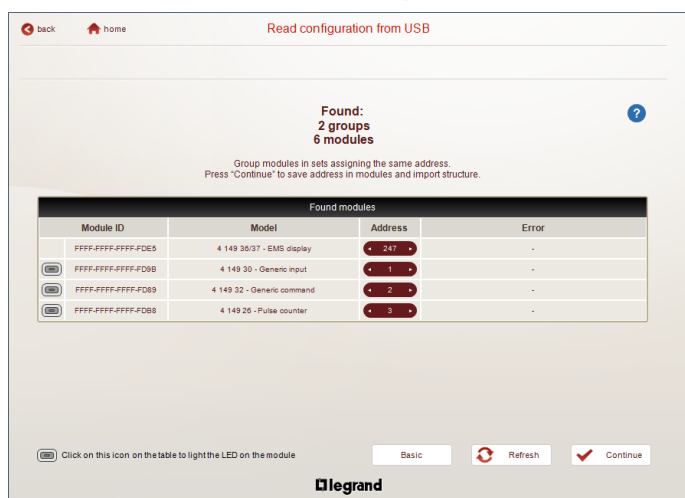 back home Read configuration from USB
Found:
2 groups
6 modules
?
Group modules in sets assigning the same address.
Press "Continue" to save address in modules and import structure.
Found modules
Module ID Model Address Error
FFFF-FFFF-FFFF-FDE5 4 149 36/37 - EMS display 247 -
FFFF-FFFF-FFFF-FD9B 4 149 30 - Generic input 1 -
FFFF-FFFF-FFFF-FD89 4 149 32 - Generic command 2 -
FFFF-FFFF-FFFF-FDB8 4 149 26 - Pulse counter 3 -
Click on this icon on the table to light the LED on the module Basic Refresh Continue
legrand